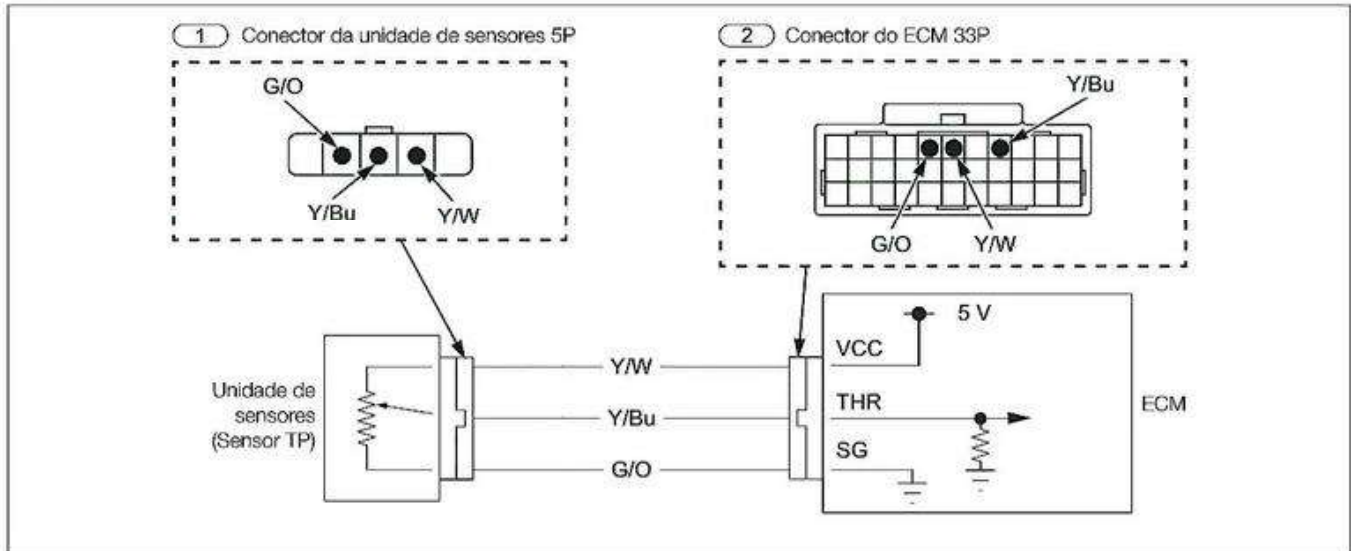 1 Conector da unidade de sensores 5P
G/O
Y/Bu
Y/W
2 Conector do ECM 33P
Y/Bu
G/O
Y/W
Unidade de
sensores
(Sensor TP)
Y/W
Y/Bu
G/O
5 V
VCC
THR
SG
ECM